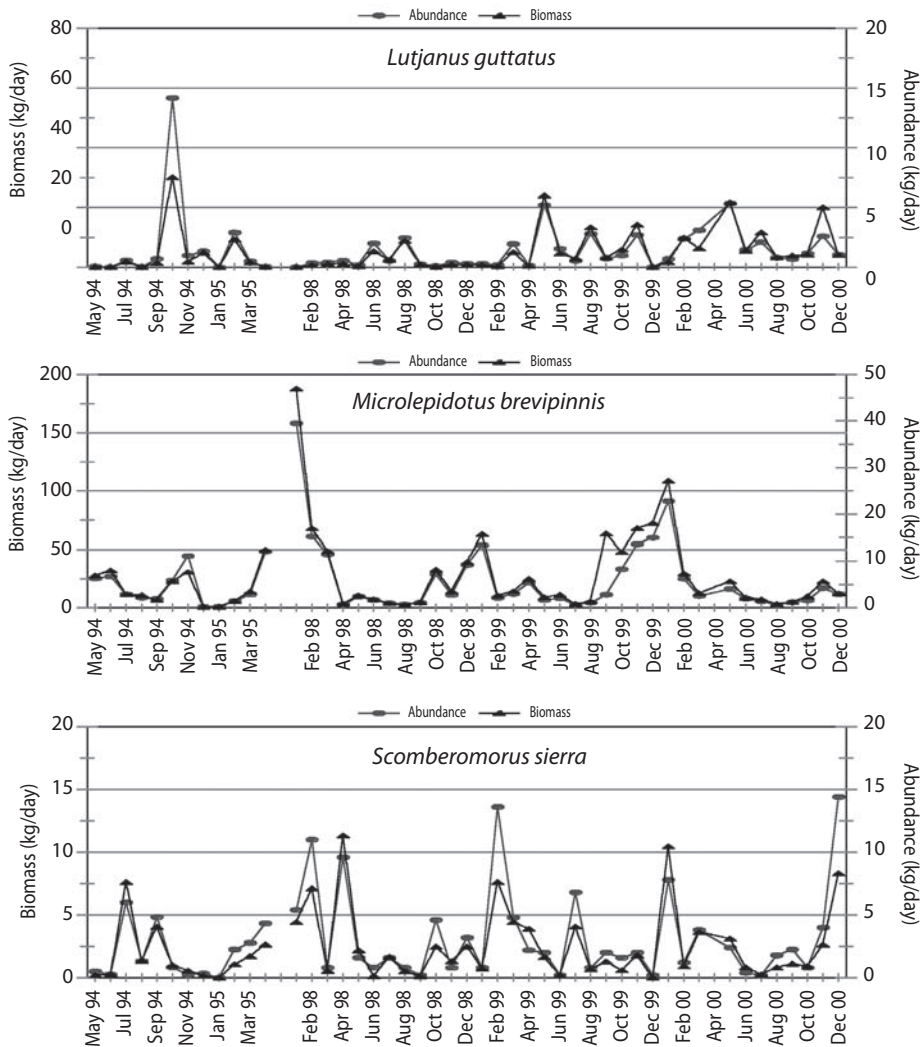 Abundance Biomass
Lutjanus guttatus
Biomass (kg/day)
80
60
40
20
0
Abundance (kg/day)
20
15
10
5
0
May 94 Jul 94 Sep 94 Nov 94 Jan 95 Mar 95 Feb 98 Apr 98 Jun 98 Aug 98 Oct 98 Dec 98 Feb 99 Apr 99 Jun 99 Aug 99 Oct 99 Dec 99 Feb 00 Apr 00 Jun 00 Aug 00 Oct 00 Dec 00
Abundance Biomass
Microlepidotus brevipinnis
Biomass (kg/day)
200
150
100
50
0
Abundance (kg/day)
50
40
30
20
10
0
May 94 Jul 94 Sep 94 Nov 94 Jan 95 Mar 95 Feb 98 Apr 98 Jun 98 Aug 98 Oct 98 Dec 98 Feb 99 Apr 99 Jun 99 Aug 99 Oct 99 Dec 99 Feb 00 Apr 00 Jun 00 Aug 00 Oct 00 Dec 00
Abundance Biomass
Scomberomorus sierra
Biomass (kg/day)
20
15
10
5
0
Abundance (kg/day)
20
15
10
5
0
May 94 Jul 94 Sep 94 Nov 94 Jan 95 Mar 95 Feb 98 Apr 98 Jun 98 Aug 98 Oct 98 Dec 98 Feb 99 Apr 99 Jun 99 Aug 99 Oct 99 Dec 99 Feb 00 Apr 00 Jun 00 Aug 00 Oct 00 Dec 00